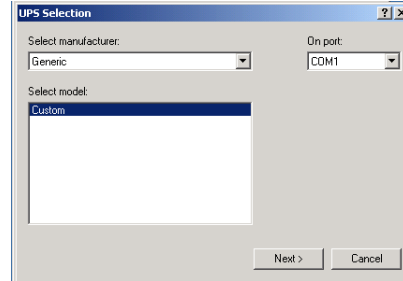 UPS Selection
Select manufacturer: On port:
Generic COM1
Select model:
Custom
Next > Cancel